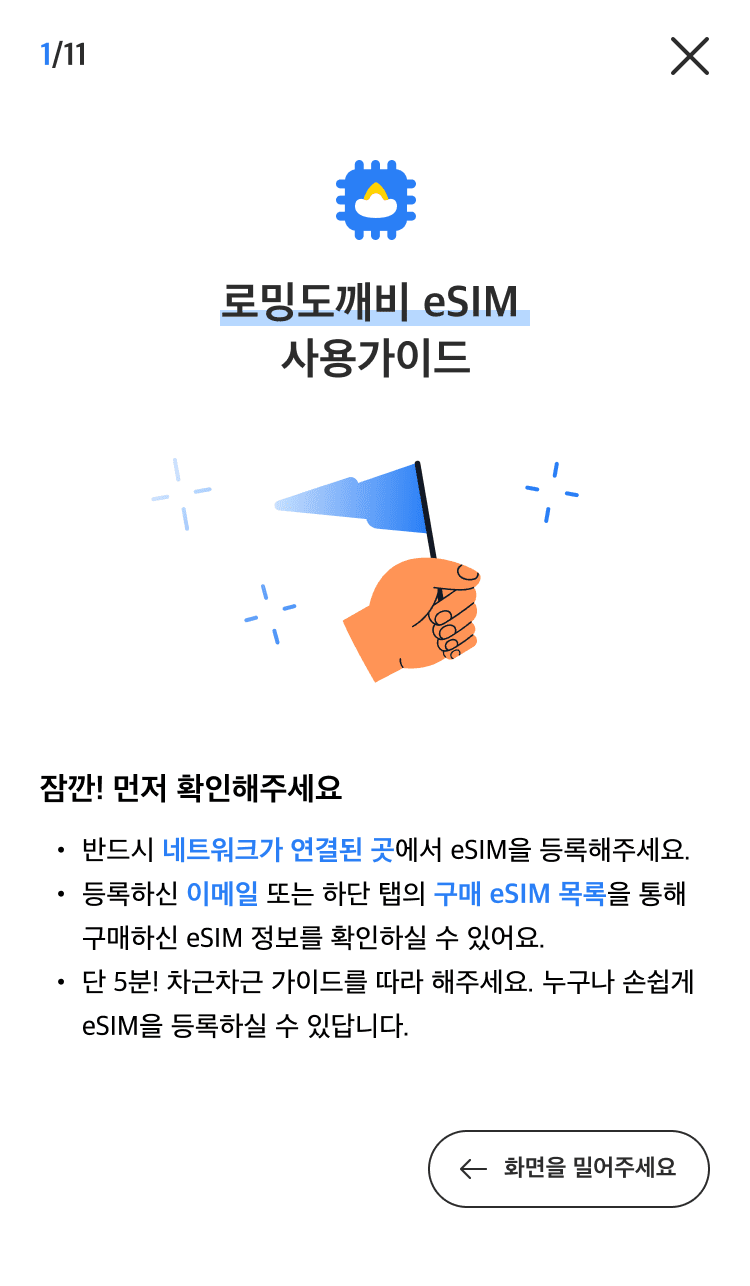 1/11
로밍도깨비 eSIM
사용가이드
잠깐! 먼저 확인해주세요
• 반드시 네트워크가 연결된 곳에서 eSIM을 등록해주세요.
• 등록하신 이메일 또는 하단 탭의 구매 eSIM 목록을 통해
구매하신 eSIM 정보를 확인하실 수 있어요.
• 단 5분! 차근차근 가이드를 따라 해주세요. 누구나 손쉽게
eSIM을 등록하실 수 있답니다.
← 화면을 밀어주세요